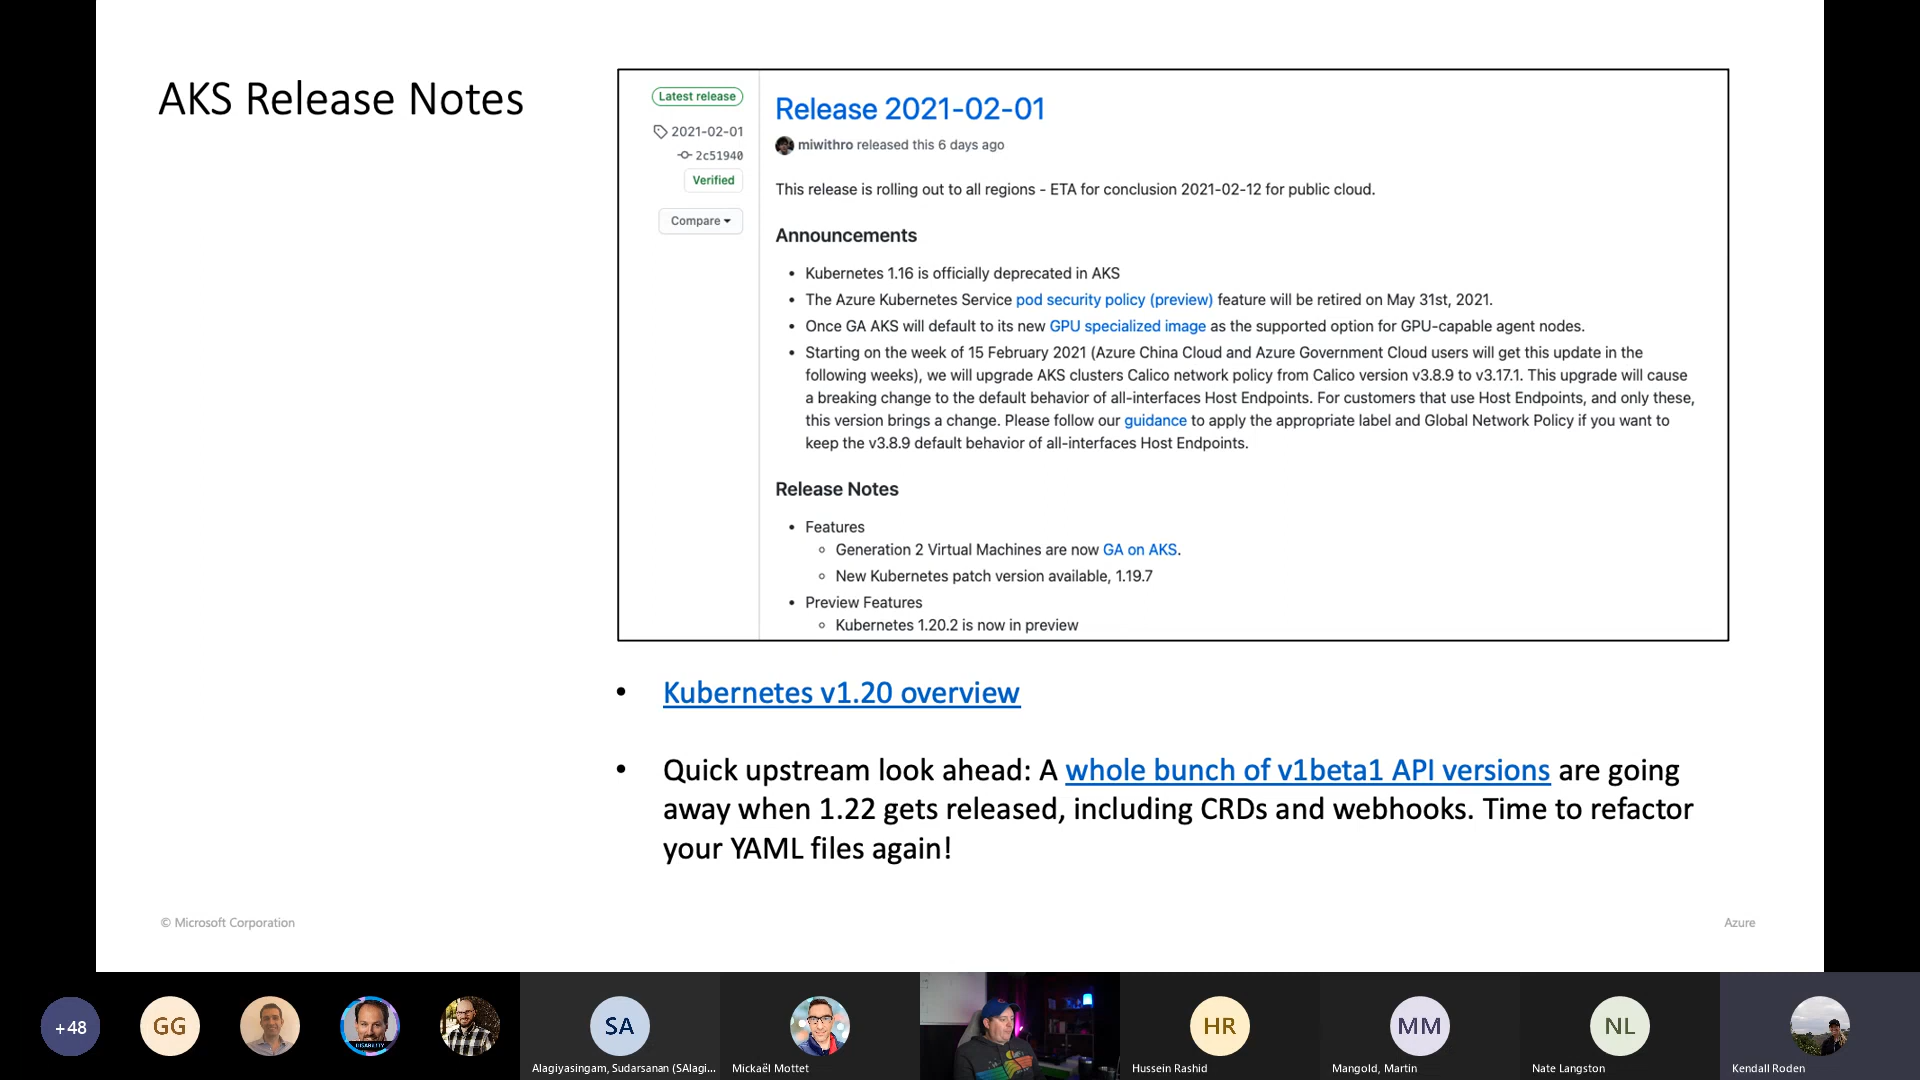 AKS Release Notes
Latest release
2021-02-01
2c51940
Verified
Compare
Release 2021-02-01
miwithro released this 6 days ago
This release is rolling out to all regions - ETA for conclusion 2021-02-12 for public cloud.
Announcements
• Kubernetes 1.16 is officially deprecated in AKS
• The Azure Kubernetes Service pod security policy (preview) feature will be retired on May 31st, 2021.
• Once GA AKS will default to its new GPU specialized image as the supported option for GPU-capable agent nodes.
• Starting on the week of 15 February 2021 (Azure China Cloud and Azure Government Cloud users will get this update in the
following weeks), we will upgrade AKS clusters Calico network policy from Calico version v3.8.9 to v3.17.1. This upgrade will cause
a breaking change to the default behavior of all-interfaces Host Endpoints. For customers that use Host Endpoints, and only these,
this version brings a change. Please follow our guidance to apply the appropriate label and Global Network Policy if you want to
keep the v3.8.9 default behavior of all-interfaces Host Endpoints.
Release Notes
• Features
◦ Generation 2 Virtual Machines are now GA on AKS.
◦ New Kubernetes patch version available, 1.19.7
• Preview Features
◦ Kubernetes 1.20.2 is now in preview
• Kubernetes v1.20 overview
• Quick upstream look ahead: A whole bunch of v1beta1 API versions are going
away when 1.22 gets released, including CRDs and webhooks. Time to refactor
your YAML files again!
© Microsoft Corporation
Azure
+48
GG
SA
HR
MM
NL
Alagiyasingam, Sudarsanan (SAlagi...
Mickaël Mottet
Hussein Rashid
Mangold, Martin
Nate Langston
Kendall Roden